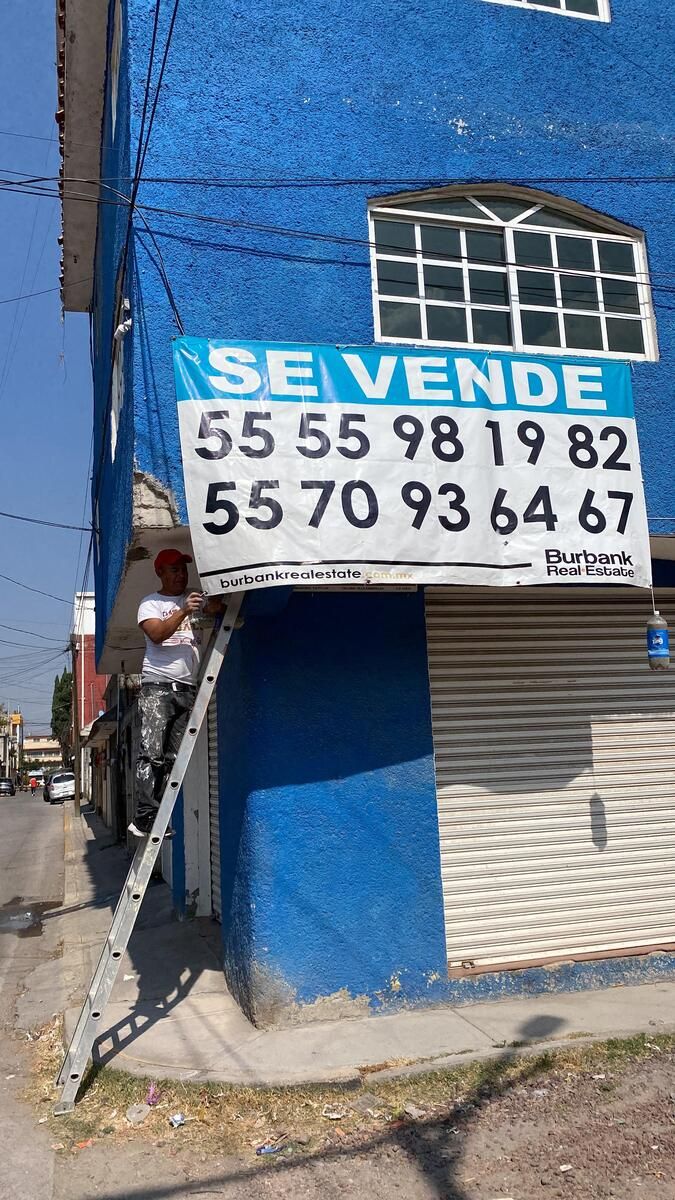 SE VENDE
55 55 98 19 82
55 70 93 64 67
burbankrealestate.com.mx
Burbank
Real Estate